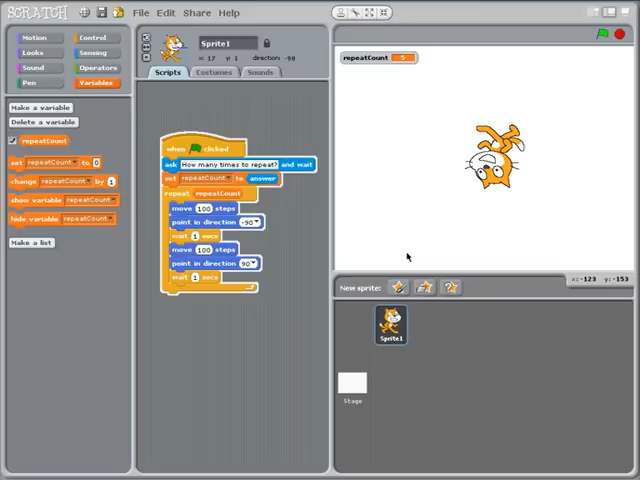 SCRATCH File Edit Share Help
Motion Control
Looks Sensing
Sound Operators
Pen Variables
Make a variable
Delete a variable
repeatCount
set repeatCount to 0
change repeatCount by 1
show variable repeatCount
hide variable repeatCount
Make a list
Sprite1
x: 17 y: 1 direction -90
Scripts Costumes Sounds
when clicked
ask How many times to repeat? and wait
set repeatCount to answer
repeat repeatCount
move 100 steps
point in direction -90
wait 1 secs
move 100 steps
point in direction 90
wait 1 secs
repeatCount 5
x: -123 y: -153
New sprite:
Sprite1
Stage